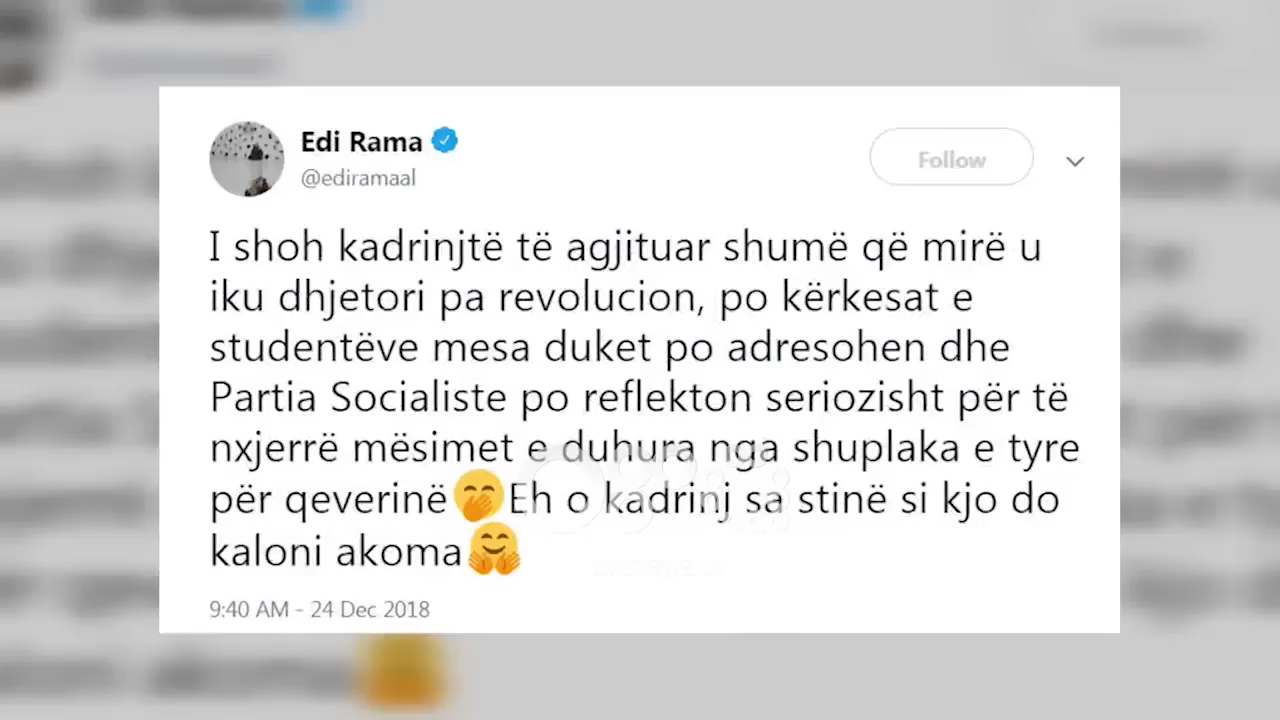 Edi Rama
@ediramaal
Follow
I shoh kadrinjtë të agjituar shumë që mirë u
iku dhjetori pa revolucion, po kërkesat e
studentëve mesa duket po adresohen dhe
Partia Socialiste po reflekton seriozisht për të
nxjerrë mësimet e duhura nga shuplaka e tyre
për qeverinë🤭Eh o kadrinj sa stinë si kjo do
kaloni akoma🤗
9:40 AM - 24 Dec 2018